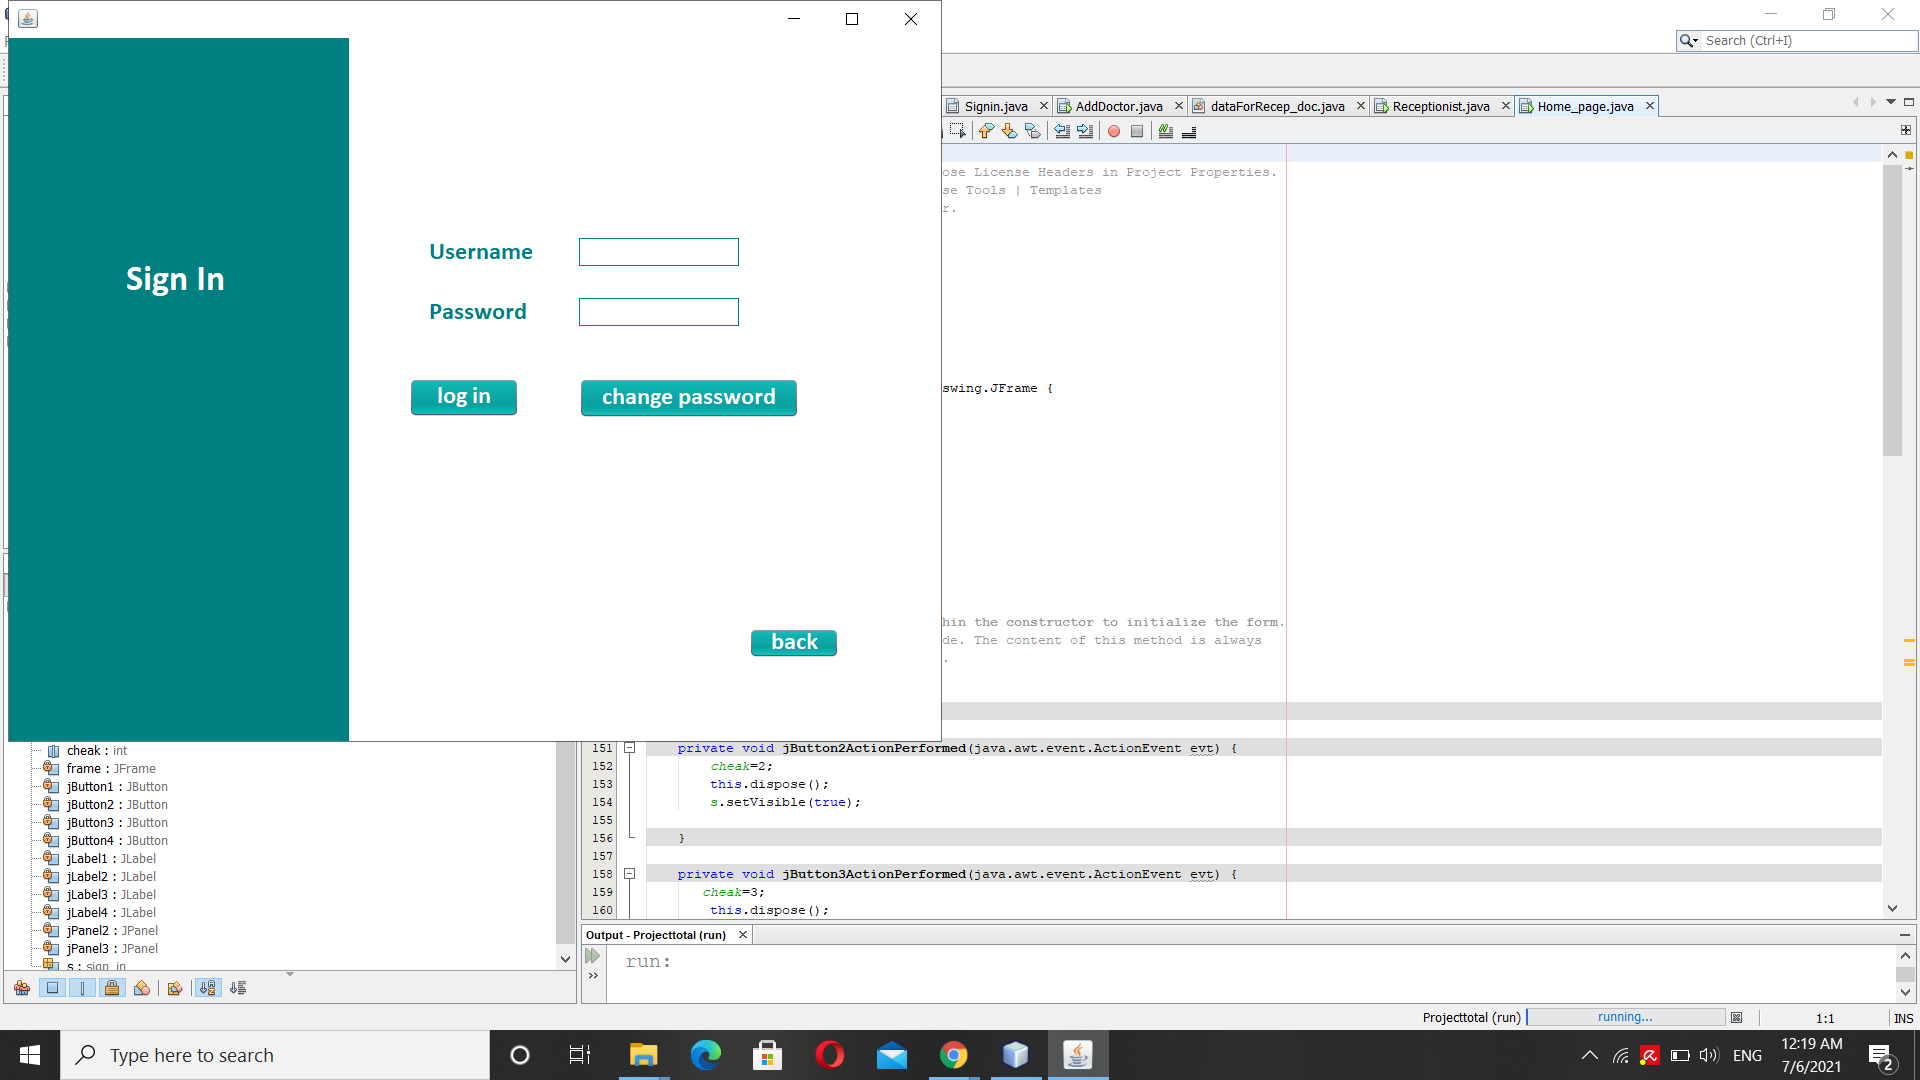 Search (Ctrl+I)
Signin.java
AddDoctor.java
dataForRecep_doc.java
Receptionist.java
Home_page.java
Sign In
Username
Password
log in
change password
back
ose License Headers in Project Properties.
se Tools | Templates
r.
swing.JFrame {
hin the constructor to initialize the form.
de. The content of this method is always
.
151 private void jButton2ActionPerformed(java.awt.event.ActionEvent evt) {
152 cheak=2;
153 this.dispose();
154 s.setVisible(true);
155
156 }
157
158 private void jButton3ActionPerformed(java.awt.event.ActionEvent evt) {
159 cheak=3;
160 this.dispose();
cheak : int
frame : JFrame
jButton1 : JButton
jButton2 : JButton
jButton3 : JButton
jButton4 : JButton
jLabel1 : JLabel
jLabel2 : JLabel
jLabel3 : JLabel
jLabel4 : JLabel
jPanel2 : JPanel
jPanel3 : JPanel
s : sign_in
Output - Projecttotal (run)
run:
Projecttotal (run)
running...
1:1
INS
Type here to search
ENG
12:19 AM
7/6/2021
2